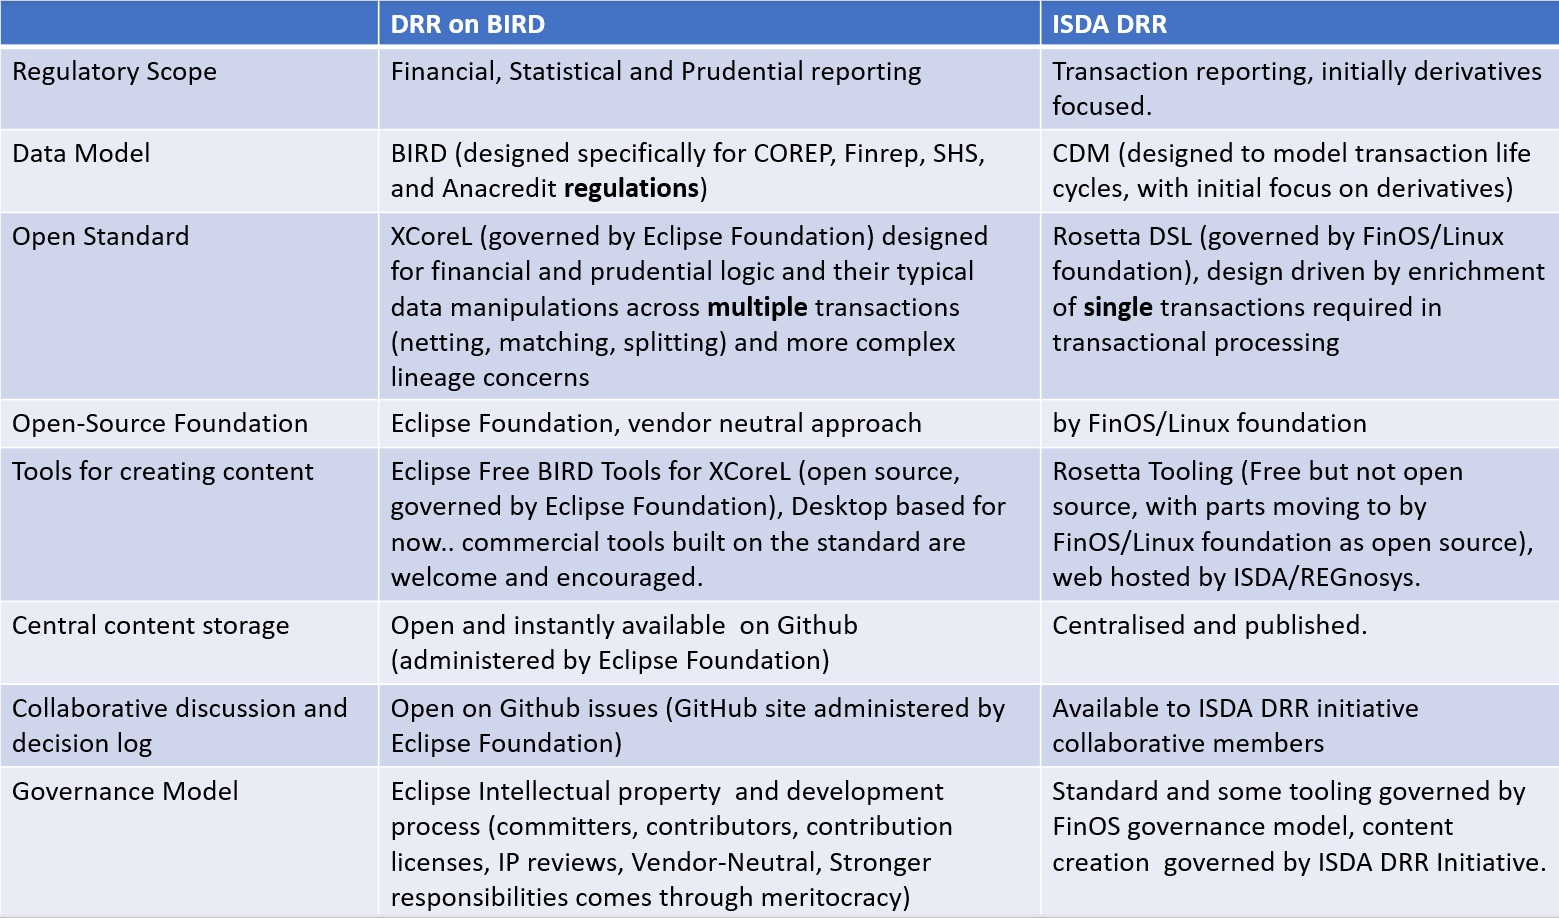 DRR on BIRD
ISDA DRR
Regulatory Scope
Financial, Statistical and Prudential reporting
Transaction reporting, initially derivatives
focused.
Data Model
BIRD (designed specifically for COREP, Finrep, SHS,
and Anacredit regulations)
CDM (designed to model transaction life
cycles, with initial focus on derivatives)
Open Standard
XCoreL (governed by Eclipse Foundation) designed
for financial and prudential logic and their typical
data manipulations across multiple transactions
(netting, matching, splitting) and more complex
lineage concerns
Rosetta DSL (governed by FinOS/Linux
foundation), design driven by enrichment
of single transactions required in
transactional processing
Open-Source Foundation
Eclipse Foundation, vendor neutral approach
by FinOS/Linux foundation
Tools for creating content
Eclipse Free BIRD Tools for XCoreL (open source,
governed by Eclipse Foundation), Desktop based for
now.. commercial tools built on the standard are
welcome and encouraged.
Rosetta Tooling (Free but not open
source, with parts moving to by
FinOS/Linux foundation as open source),
web hosted by ISDA/REGnosys.
Central content storage
Open and instantly available  on Github
(administered by Eclipse Foundation)
Centralised and published.
Collaborative discussion and
decision log
Open on Github issues (GitHub site administered by
Eclipse Foundation)
Available to ISDA DRR initiative
collaborative members
Governance Model
Eclipse Intellectual property  and development
process (committers, contributors, contribution
licenses, IP reviews, Vendor-Neutral, Stronger
responsibilities comes through meritocracy)
Standard and some tooling governed by
FinOS governance model, content
creation  governed by ISDA DRR Initiative.